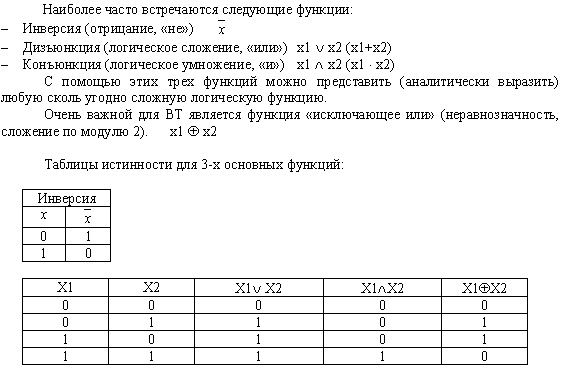 Наиболее часто встречаются следующие функции:
– Инверсия (отрицание, «не») x̅
– Дизъюнкция (логическое сложение, «или») x1 ∨ x2 (x1+x2)
– Конъюнкция (логическое умножение, «и») x1 ∧ x2 (x1 · x2)
С помощью этих трех функций можно представить (аналитически выразить)
любую сколь угодно сложную логическую функцию.
Очень важной для ВТ является функция «исключающее или» (неравнозначность,
сложение по модулю 2). x1 ⊕ x2
Таблицы истинности для 3-х основных функций:
Инверсия
x x̅
0 1
1 0
X1 X2 X1∨ X2 X1∧X2 X1⊕X2
0 0 0 0 0
0 1 1 0 1
1 0 1 0 1
1 1 1 1 0